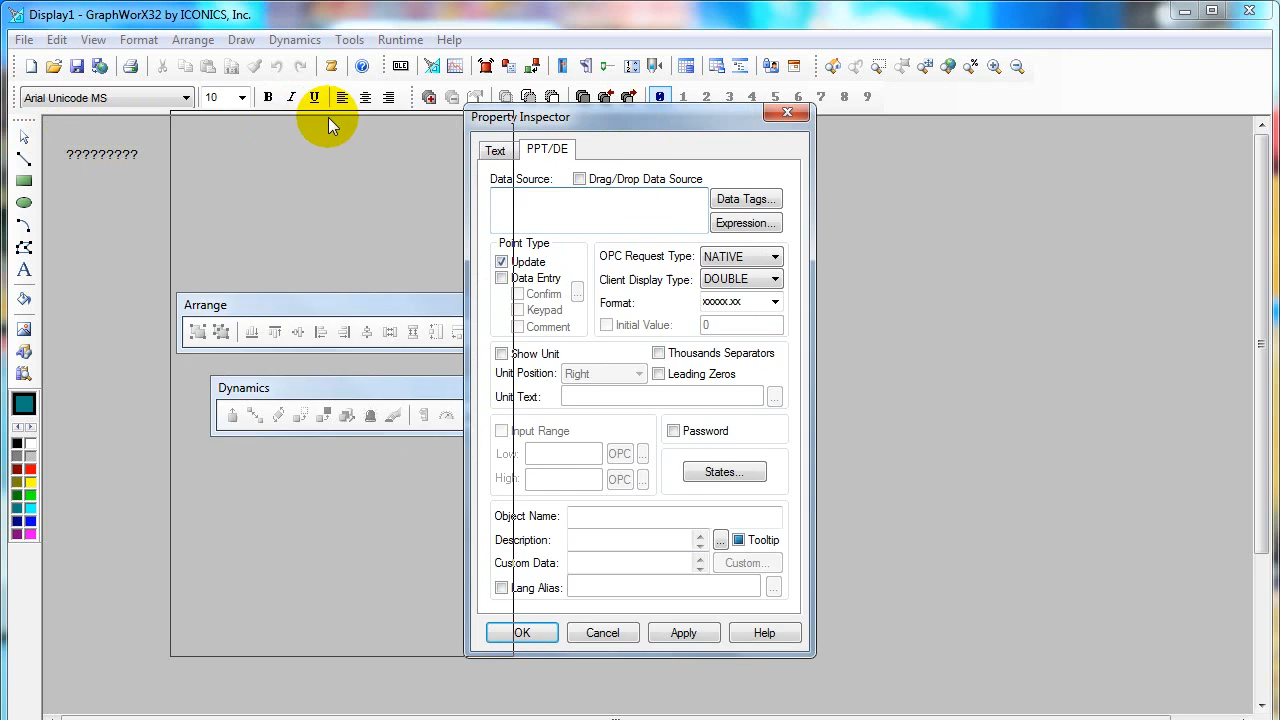 Display1 - GraphWorX32 by ICONICS, Inc.
File Edit View Format Arrange Draw Dynamics Tools Runtime Help
OLE
Arial Unicode MS 10 B I U 0 1 2 3 4 5 6 7 8 9
Property Inspector
?????????
Text PPT/DE
Data Source: Drag/Drop Data Source
Data Tags...
Expression...
Point Type
Update
Data Entry
Confirm ...
Keypad
Comment
OPC Request Type: NATIVE
Client Display Type: DOUBLE
Format: xxxxx.xx
Initial Value: 0
Arrange
Show Unit Thousands Separators
Unit Position: Right Leading Zeros
Unit Text: ...
Dynamics
Input Range Password
Low: OPC ...
High: OPC ...
States...
Object Name:
Description: ... Tooltip
Custom Data: Custom...
Lang Alias: ...
OK Cancel Apply Help